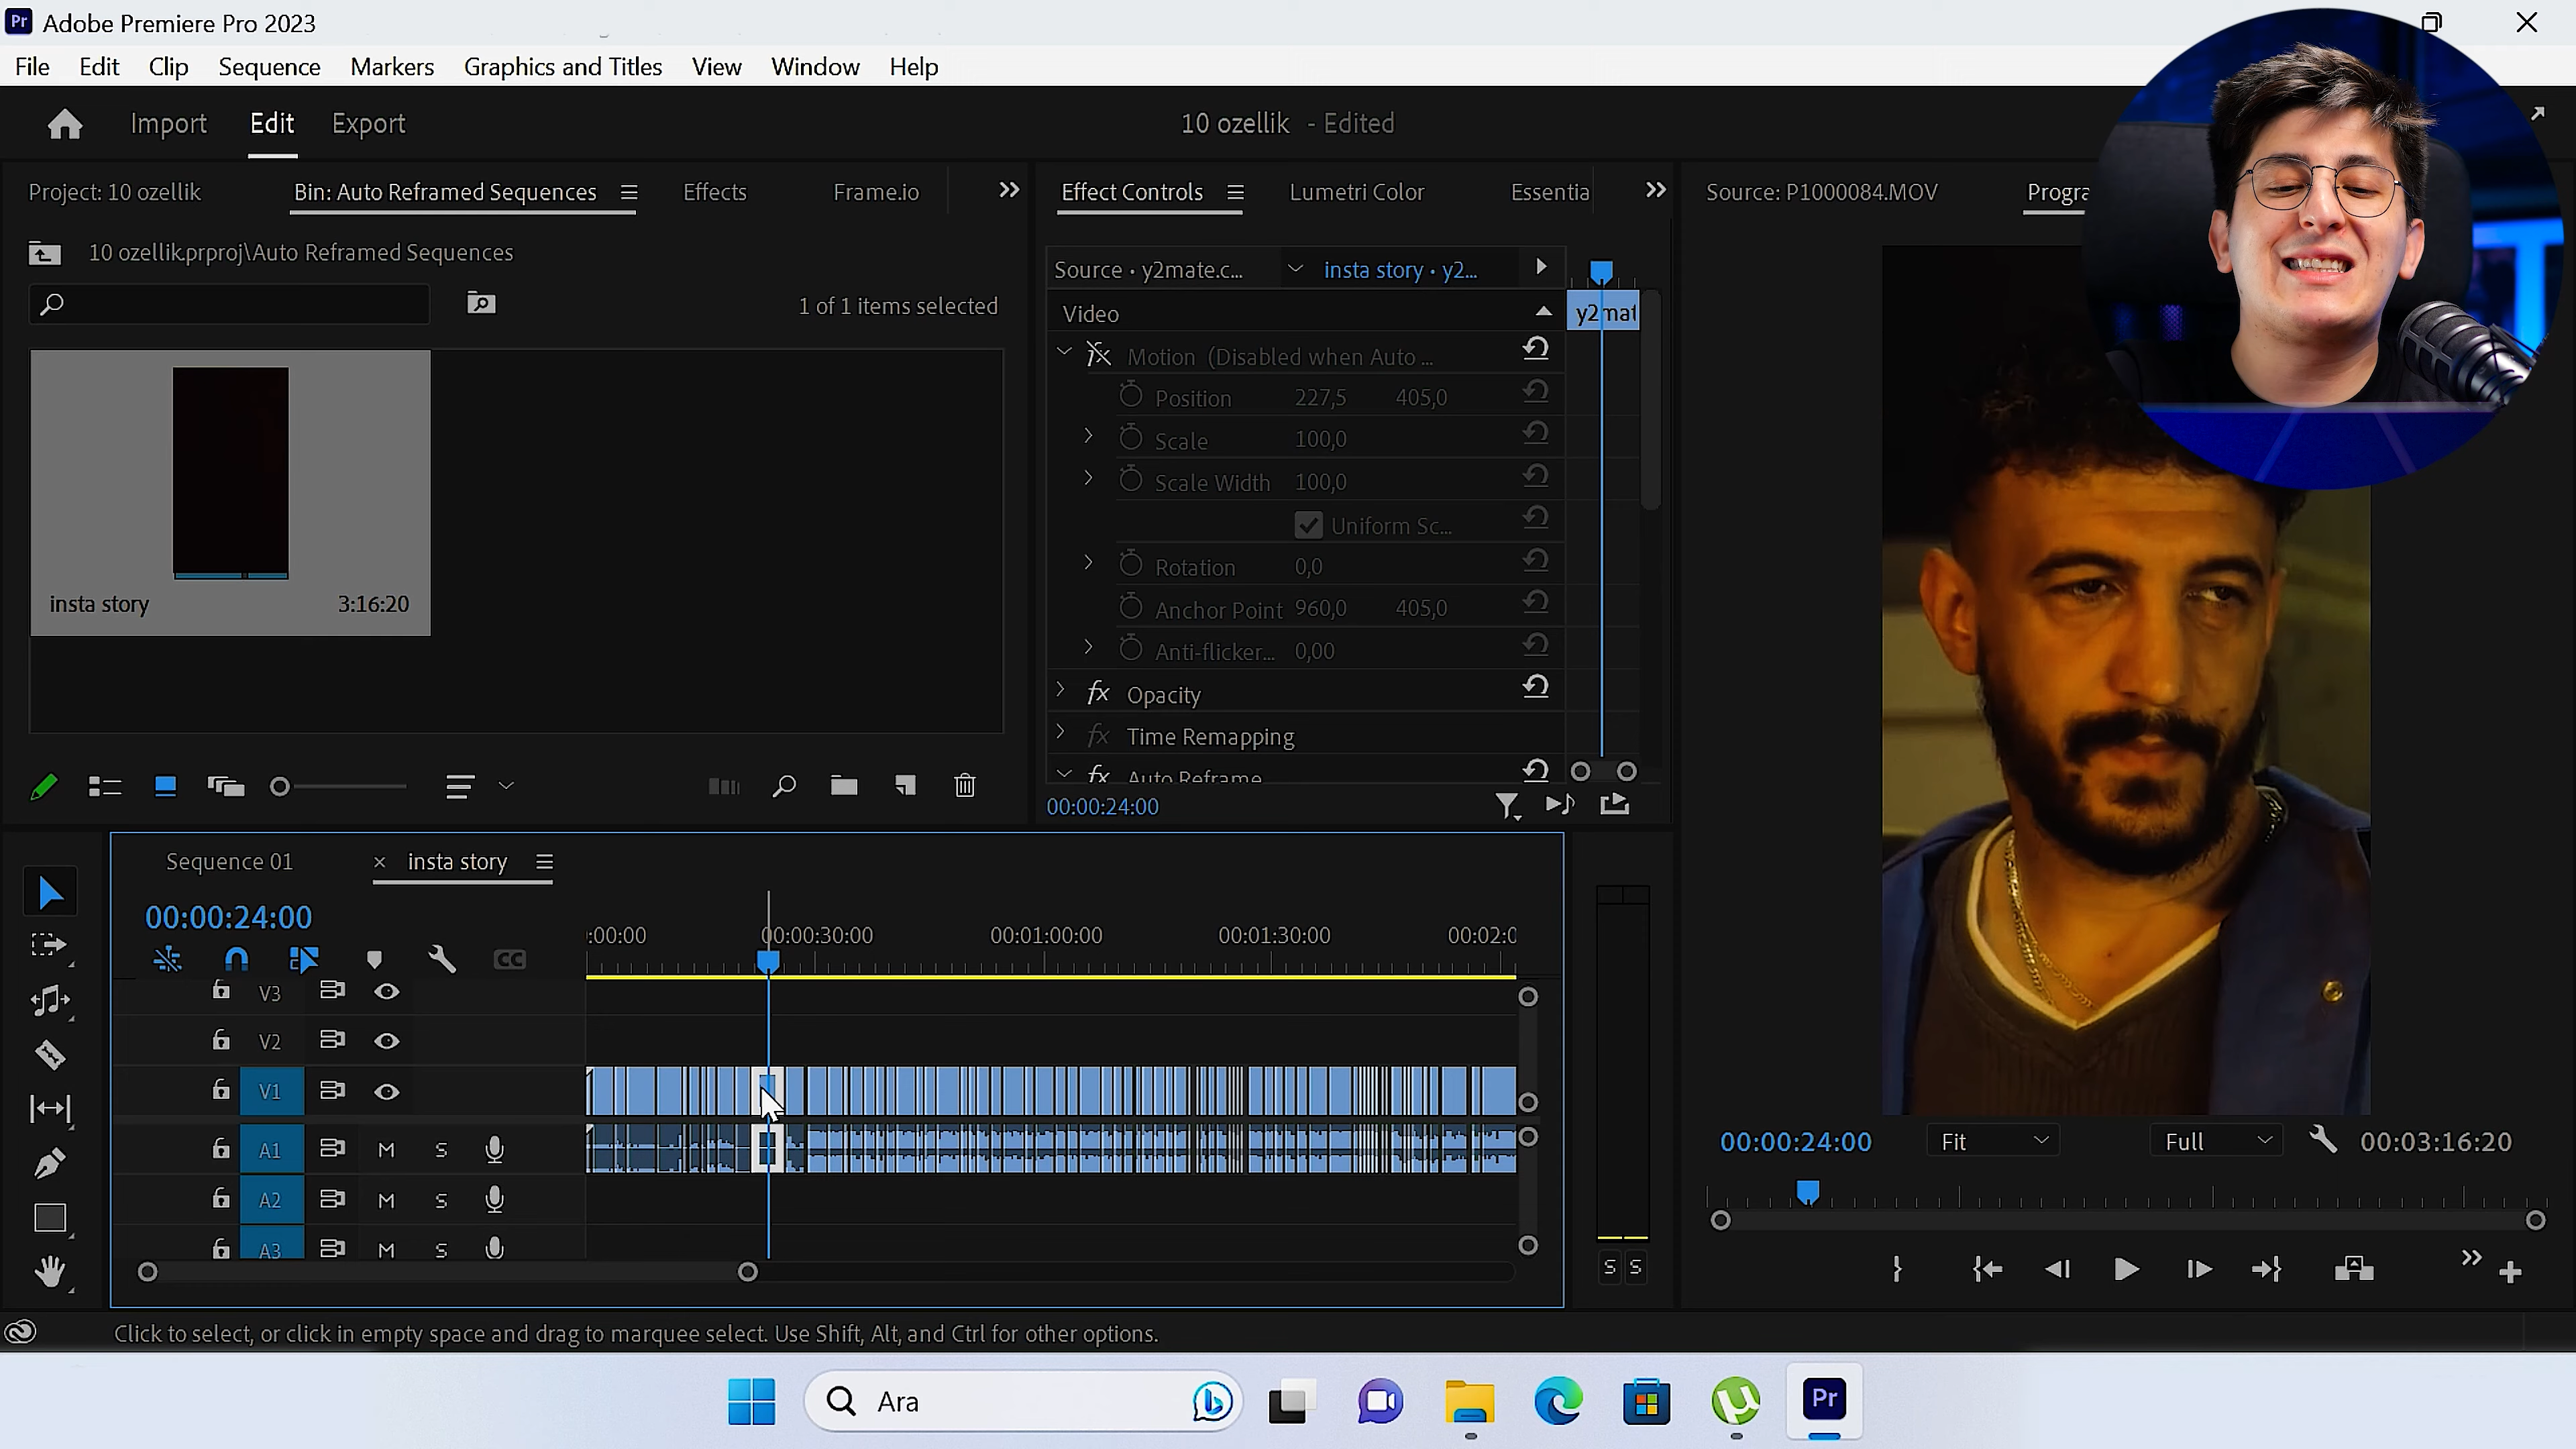 Pr Adobe Premiere Pro 2023
File Edit Clip Sequence Markers Graphics and Titles View Window Help
Import Edit Export
10 ozellik - Edited
Project: 10 ozellik Bin: Auto Reframed Sequences Effects Frame.io
Effect Controls Lumetri Color Essentia
Source: P1000084.MOV Progra
10 ozellik.prproj\Auto Reframed Sequences
1 of 1 items selected
insta story 3:16:20
Source • y2mate.c... insta story • y2...
Video
y2mat
Motion (Disabled when Auto ...
Position 227,5 405,0
Scale 100,0
Scale Width 100,0
Uniform Sc...
Rotation 0,0
Anchor Point 960,0 405,0
Anti-flicker... 0,00
fx Opacity
fx Time Remapping
fx Auto Reframe
00:00:24:00
Sequence 01 × insta story
00:00:24:00
:00:00 00:00:30:00 00:01:00:00 00:01:30:00 00:02:0
CC
V3
V2
V1
A1 M S
A2 M S
A3 M S
S S
00:00:24:00 Fit Full 00:03:16:20
Click to select, or click in empty space and drag to marquee select. Use Shift, Alt, and Ctrl for other options.
Ara
Pr